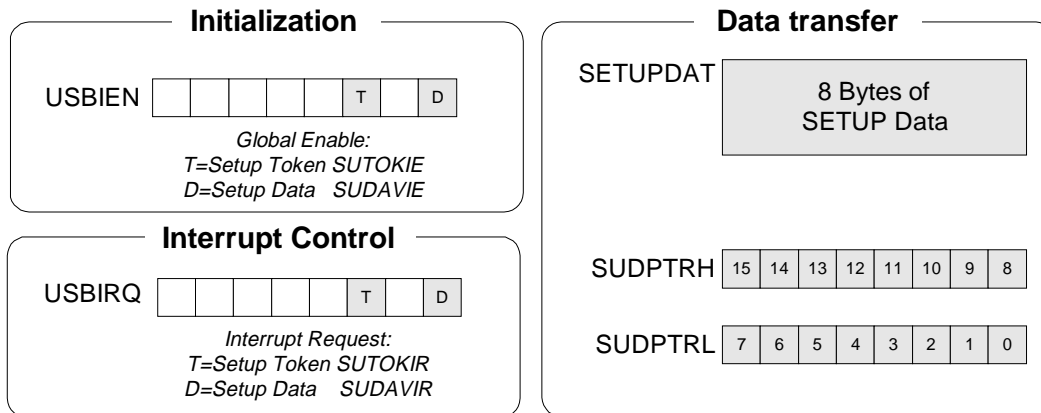 Initialization
USBIEN T D
Global Enable:
T=Setup Token SUTOKIE
D=Setup Data SUDAVIE
Interrupt Control
USBIRQ T D
Interrupt Request:
T=Setup Token SUTOKIR
D=Setup Data SUDAVIR
Data transfer
SETUPDAT
8 Bytes of
SETUP Data
SUDPTRH 15 14 13 12 11 10 9 8
SUDPTRL 7 6 5 4 3 2 1 0